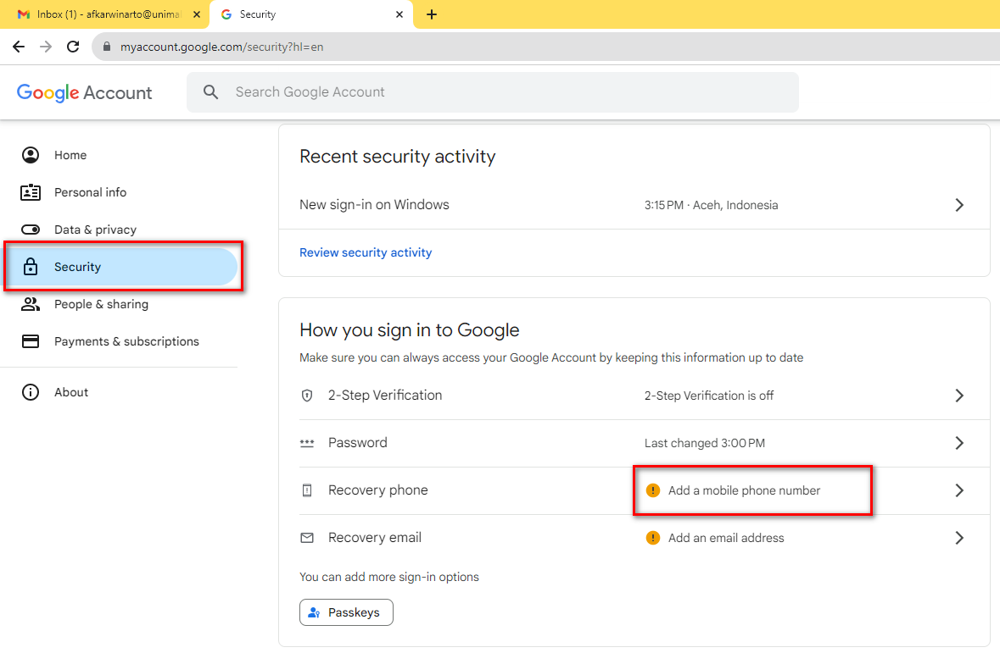 Inbox (1) - afkarwinarto@unimal
Security
myaccount.google.com/security?hl=en
Google Account
Search Google Account
Home
Personal info
Data & privacy
Security
People & sharing
Payments & subscriptions
About
Recent security activity
New sign-in on Windows 3:15 PM · Aceh, Indonesia
Review security activity
How you sign in to Google
Make sure you can always access your Google Account by keeping this information up to date
2-Step Verification 2-Step Verification is off
Password Last changed 3:00 PM
Recovery phone Add a mobile phone number
Recovery email Add an email address
You can add more sign-in options
Passkeys